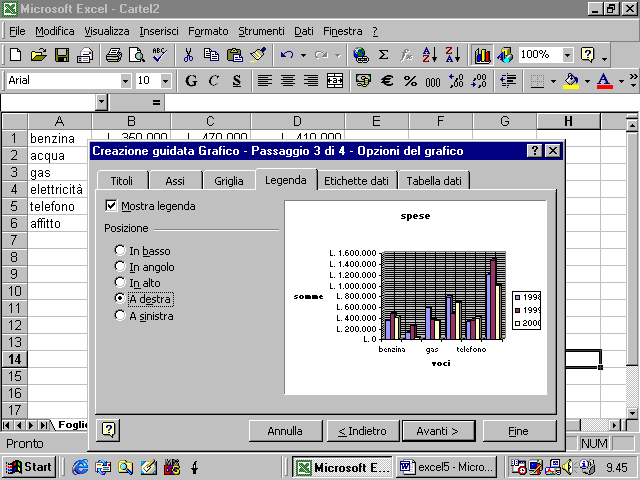 Microsoft Excel - Cartel2
File Modifica Visualizza Inserisci Formato Strumenti Dati Finestra ?
100%
Arial 10 G C S € % 000
=
A B C D E F G H
1 benzina L. 360.000 L. 470.000 L. 410.000
2 acqua
3 gas
4 elettricità
5 telefono
6 affitto
7
8
9
10
11
12
13
14
15
16
17
Creazione guidata Grafico - Passaggio 3 di 4 - Opzioni del grafico
Titoli Assi Griglia Legenda Etichette dati Tabella dati
Mostra legenda
Posizione
In basso
In angolo
In alto
A destra
A sinistra
spese
L. 1.600.000
L. 1.400.000
L. 1.200.000
L. 1.000.000
L. 800.000
L. 600.000
L. 400.000
L. 200.000
L. 0
somme
benzina gas telefono
voci
1998
1999
2000
Annulla < Indietro Avanti > Fine
Foglio
Pronto NUM
Start Microsoft E... excel5 - Micro... 9.45